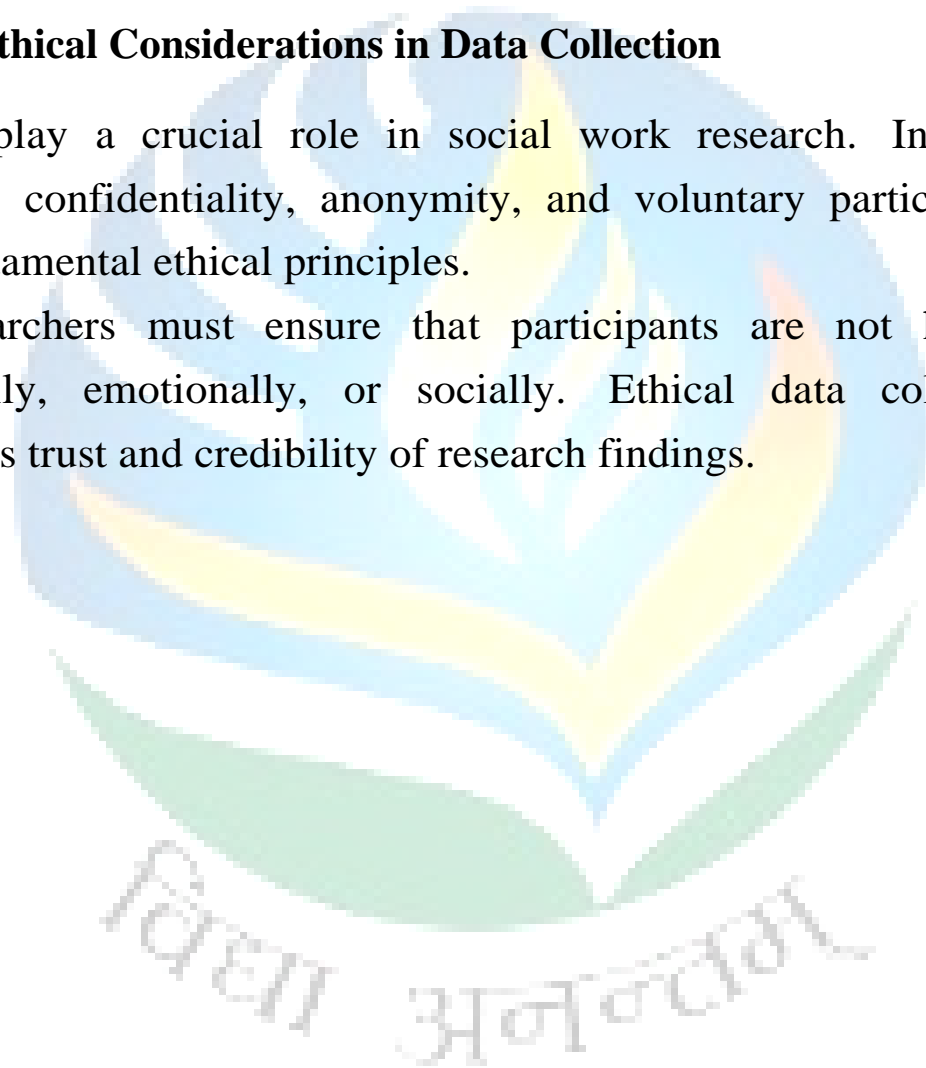 thical Considerations in Data Collection
play a crucial role in social work research. In
confidentiality, anonymity, and voluntary partic
damental ethical principles.
archers must ensure that participants are not
lly, emotionally, or socially. Ethical data col
s trust and credibility of research findings.
विद्या अनन्तम्